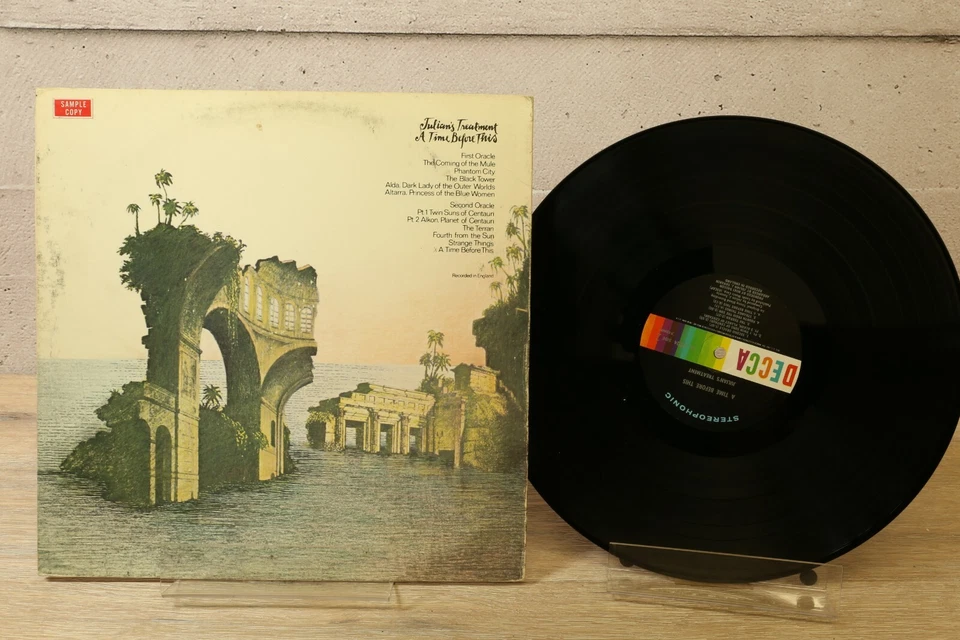 SAMPLE
COPY
Julian's Treatment
A Time Before This
First Oracle
The Coming of the Mule
Phantom City
The Black Tower
Alda, Dark Lady of the Outer Worlds
Altarra, Princess of the Blue Women
Second Oracle
Pt 1 Twin Suns of Centauri
Pt 2 Alkon, Planet of Centauri
The Terran
Fourth from the Sun
Strange Things
A Time Before This
Recorded in England
DECCA
JULIAN'S TREATMENT
A TIME BEFORE THIS
STEREOPHONIC